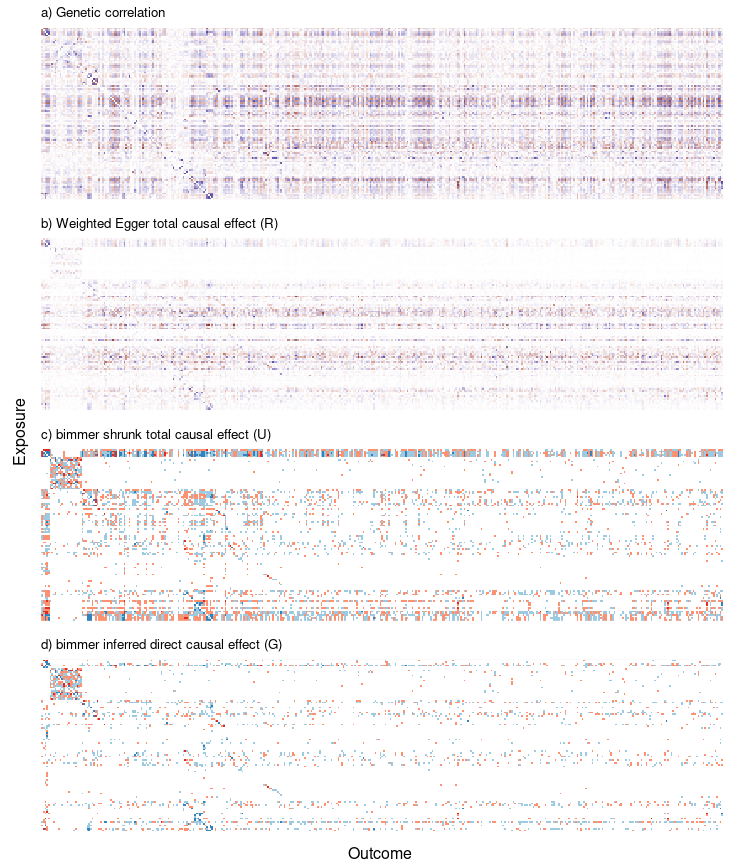 a) Genetic correlation
b) Weighted Egger total causal effect (R)
c) bimmer shrunk total causal effect (U)
d) bimmer inferred direct causal effect (G)
Exposure
Outcome